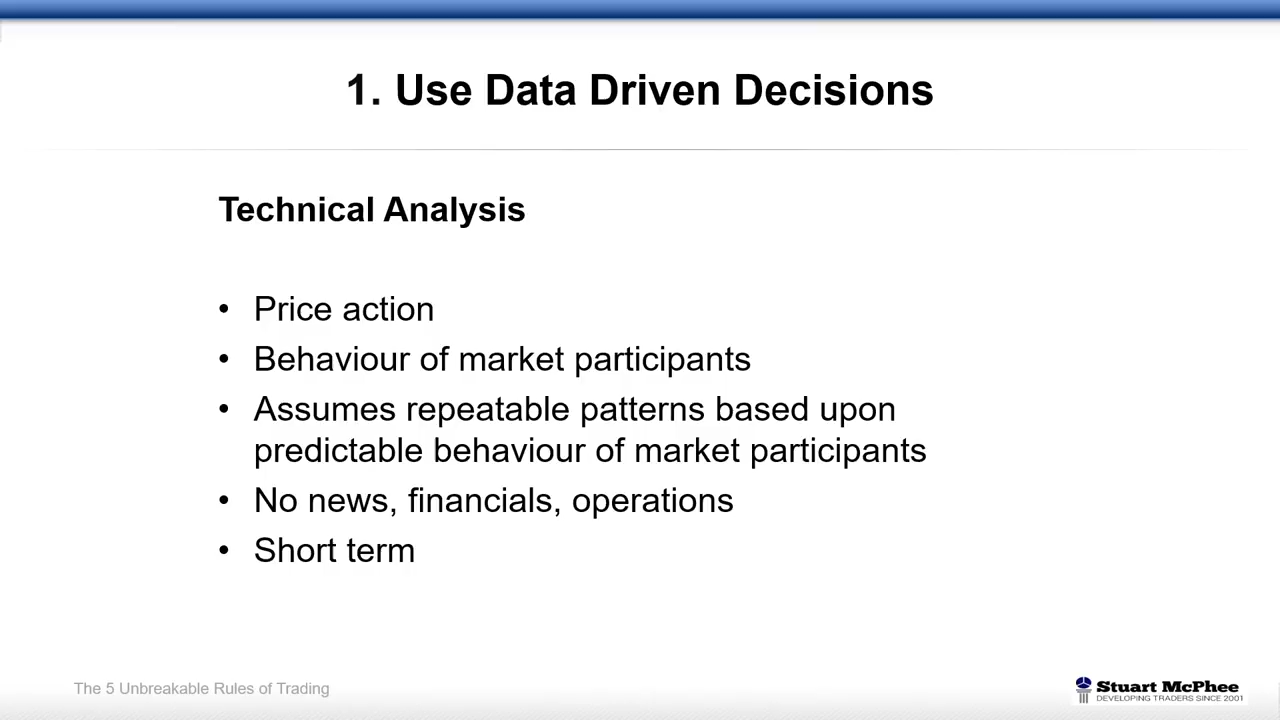 1. Use Data Driven Decisions
Technical Analysis
• Price action
• Behaviour of market participants
• Assumes repeatable patterns based upon
predictable behaviour of market participants
• No news, financials, operations
• Short term
The 5 Unbreakable Rules of Trading
Stuart McPhee
DEVELOPING TRADERS SINCE 2001